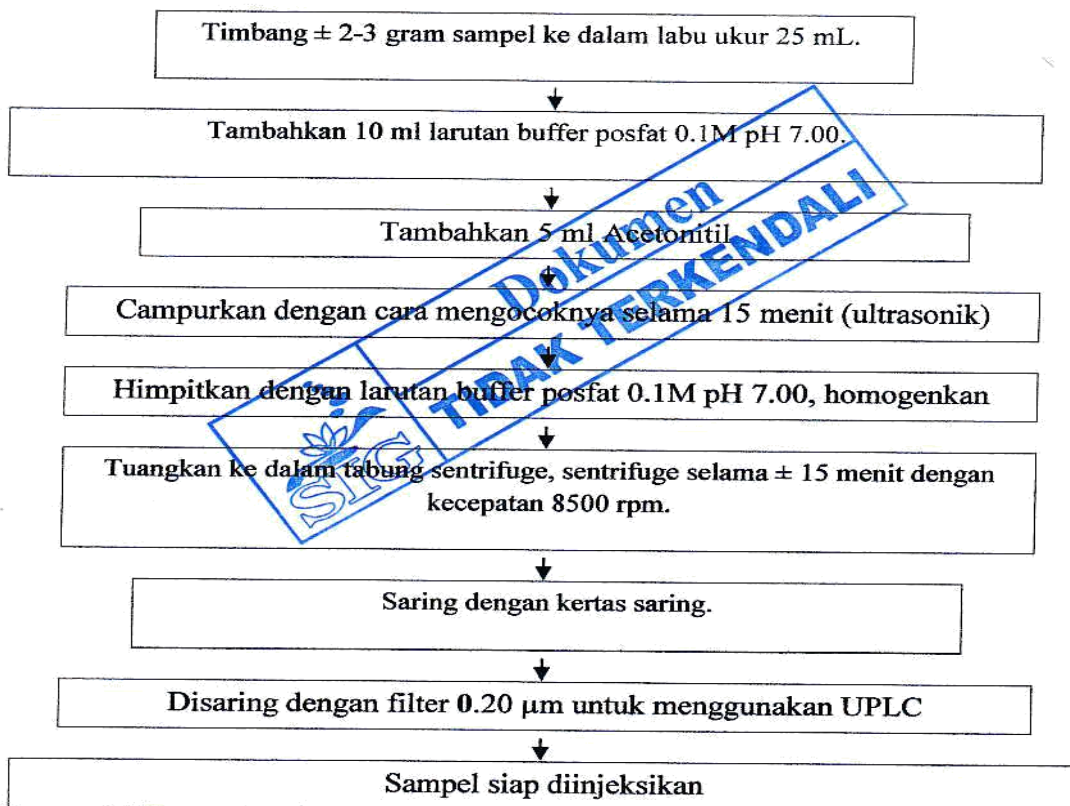 Timbang ± 2-3 gram sampel ke dalam labu ukur 25 mL.
Tambahkan 10 ml larutan buffer posfat 0.1M pH 7.00.
Tambahkan 5 ml Acetonitil
Campurkan dengan cara mengocoknya selama 15 menit (ultrasonik)
Himpitkan dengan larutan buffer posfat 0.1M pH 7.00, homogenkan
Tuangkan ke dalam tabung sentrifuge, sentrifuge selama ± 15 menit dengan
kecepatan 8500 rpm.
Saring dengan kertas saring.
Disaring dengan filter 0.20 µm untuk menggunakan UPLC
Sampel siap diinjeksikan
Dokumen
TIDAK TERKENDALI
SIG